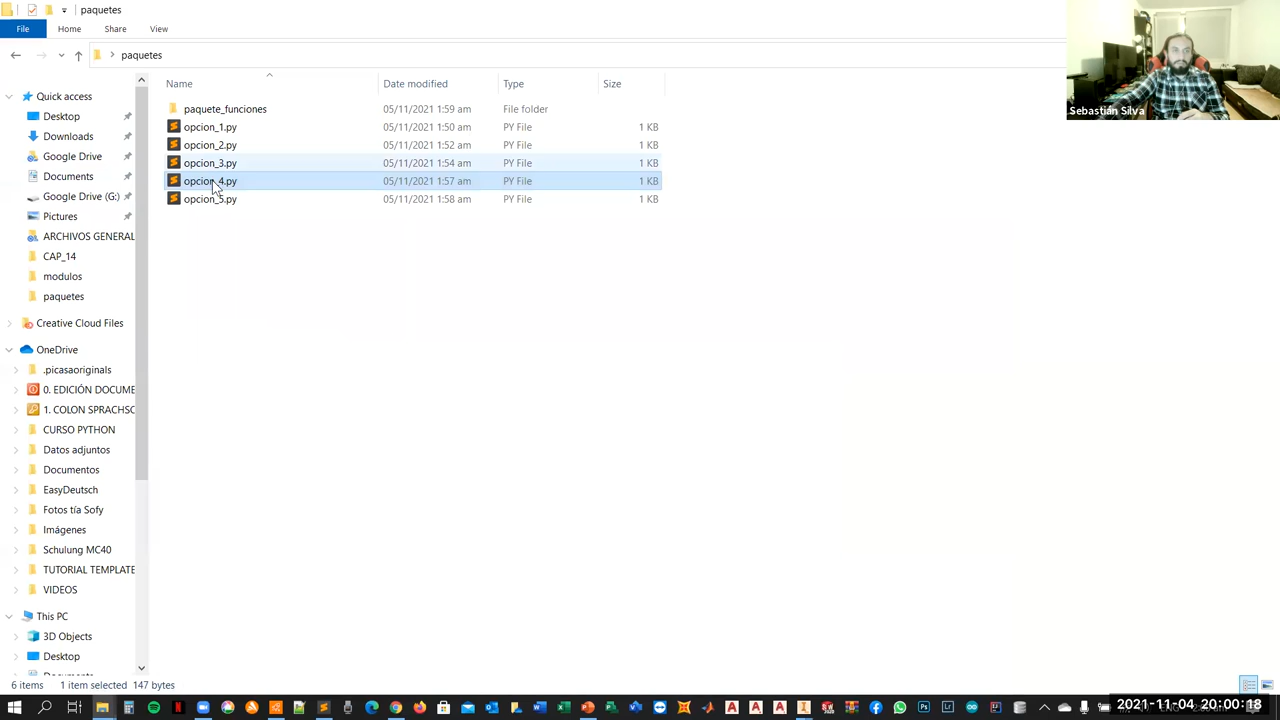 paquetes
File Home Share View
paquetes
Name Date modified Type Size
Quick access
Desktop
Downloads
Google Drive
Documents
Google Drive (G:)
Pictures
ARCHIVOS GENERAL
CAP_14
modulos
paquetes
Creative Cloud Files
OneDrive
.picasaoriginals
0. EDICIÓN DOCUME
1. COLON SPRACHSC
CURSO PYTHON
Datos adjuntos
Documentos
EasyDeutsch
Fotos tía Sofy
Imágenes
Schulung MC40
TUTORIAL TEMPLATE
VIDEOS
This PC
3D Objects
Desktop
paquete_funciones 05/11/2021 1:59 am File folder
opcion_1.py 05/11/2021 1:50 am PY File 1 KB
opcion_2.py 05/11/2021 1:52 am PY File 1 KB
opcion_3.py 05/11/2021 1:54 am PY File 1 KB
opcion_4.py 05/11/2021 1:57 am PY File 1 KB
opcion_5.py 05/11/2021 1:58 am PY File 1 KB
Sebastián Silva
6 items 1 item selected 147 bytes
2021-11-04 20:00:18